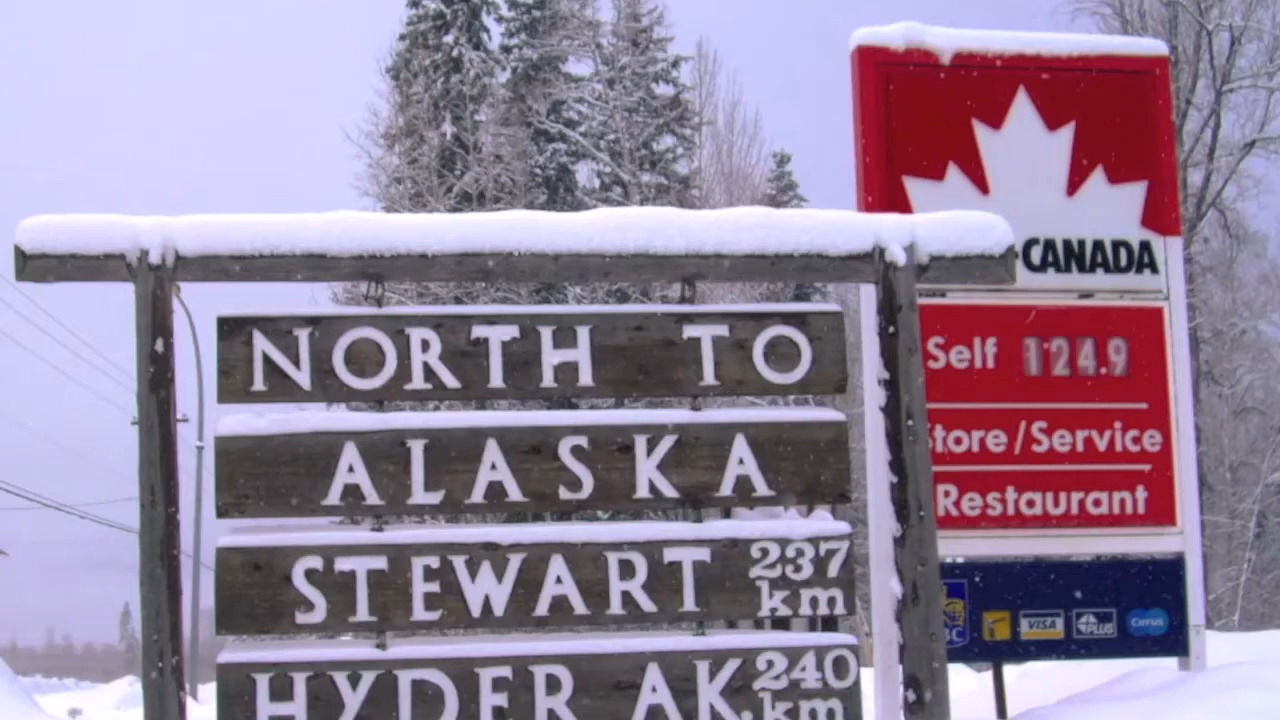 NORTH TO
ALASKA
STEWART 237 km
HYDER AK. 240 km
-CANADA
Self 124.9
Store/Service
Restaurant
VISA
PLUS
Cirrus